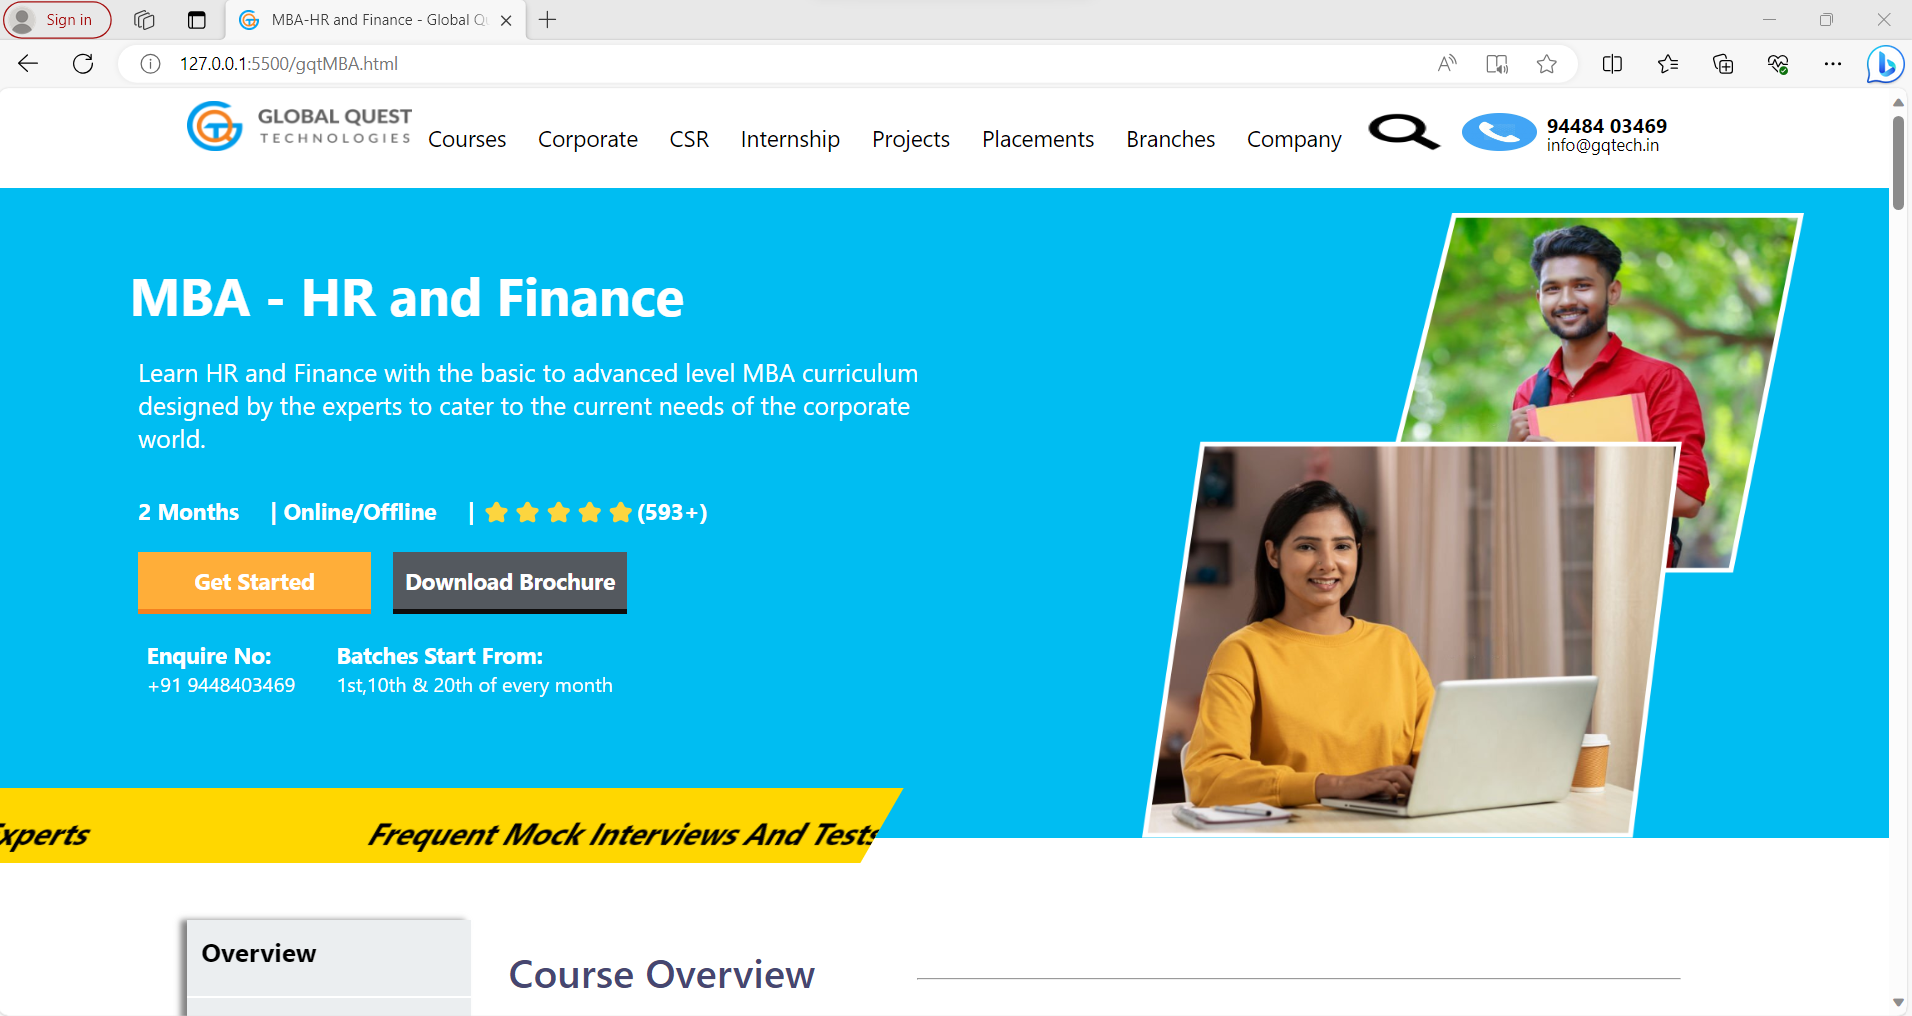 Sign in
MBA-HR and Finance - Global Qu
127.0.0.1:5500/gqtMBA.html
GLOBAL QUEST
TECHNOLOGIES
Courses Corporate CSR Internship Projects Placements Branches Company
94484 03469
info@gqtech.in
MBA - HR and Finance
Learn HR and Finance with the basic to advanced level MBA curriculum
designed by the experts to cater to the current needs of the corporate
world.
2 Months | Online/Offline | (593+)
Get Started Download Brochure
Enquire No: Batches Start From:
+91 9448403469 1st,10th & 20th of every month
xperts Frequent Mock Interviews And Tests
Overview
Course Overview